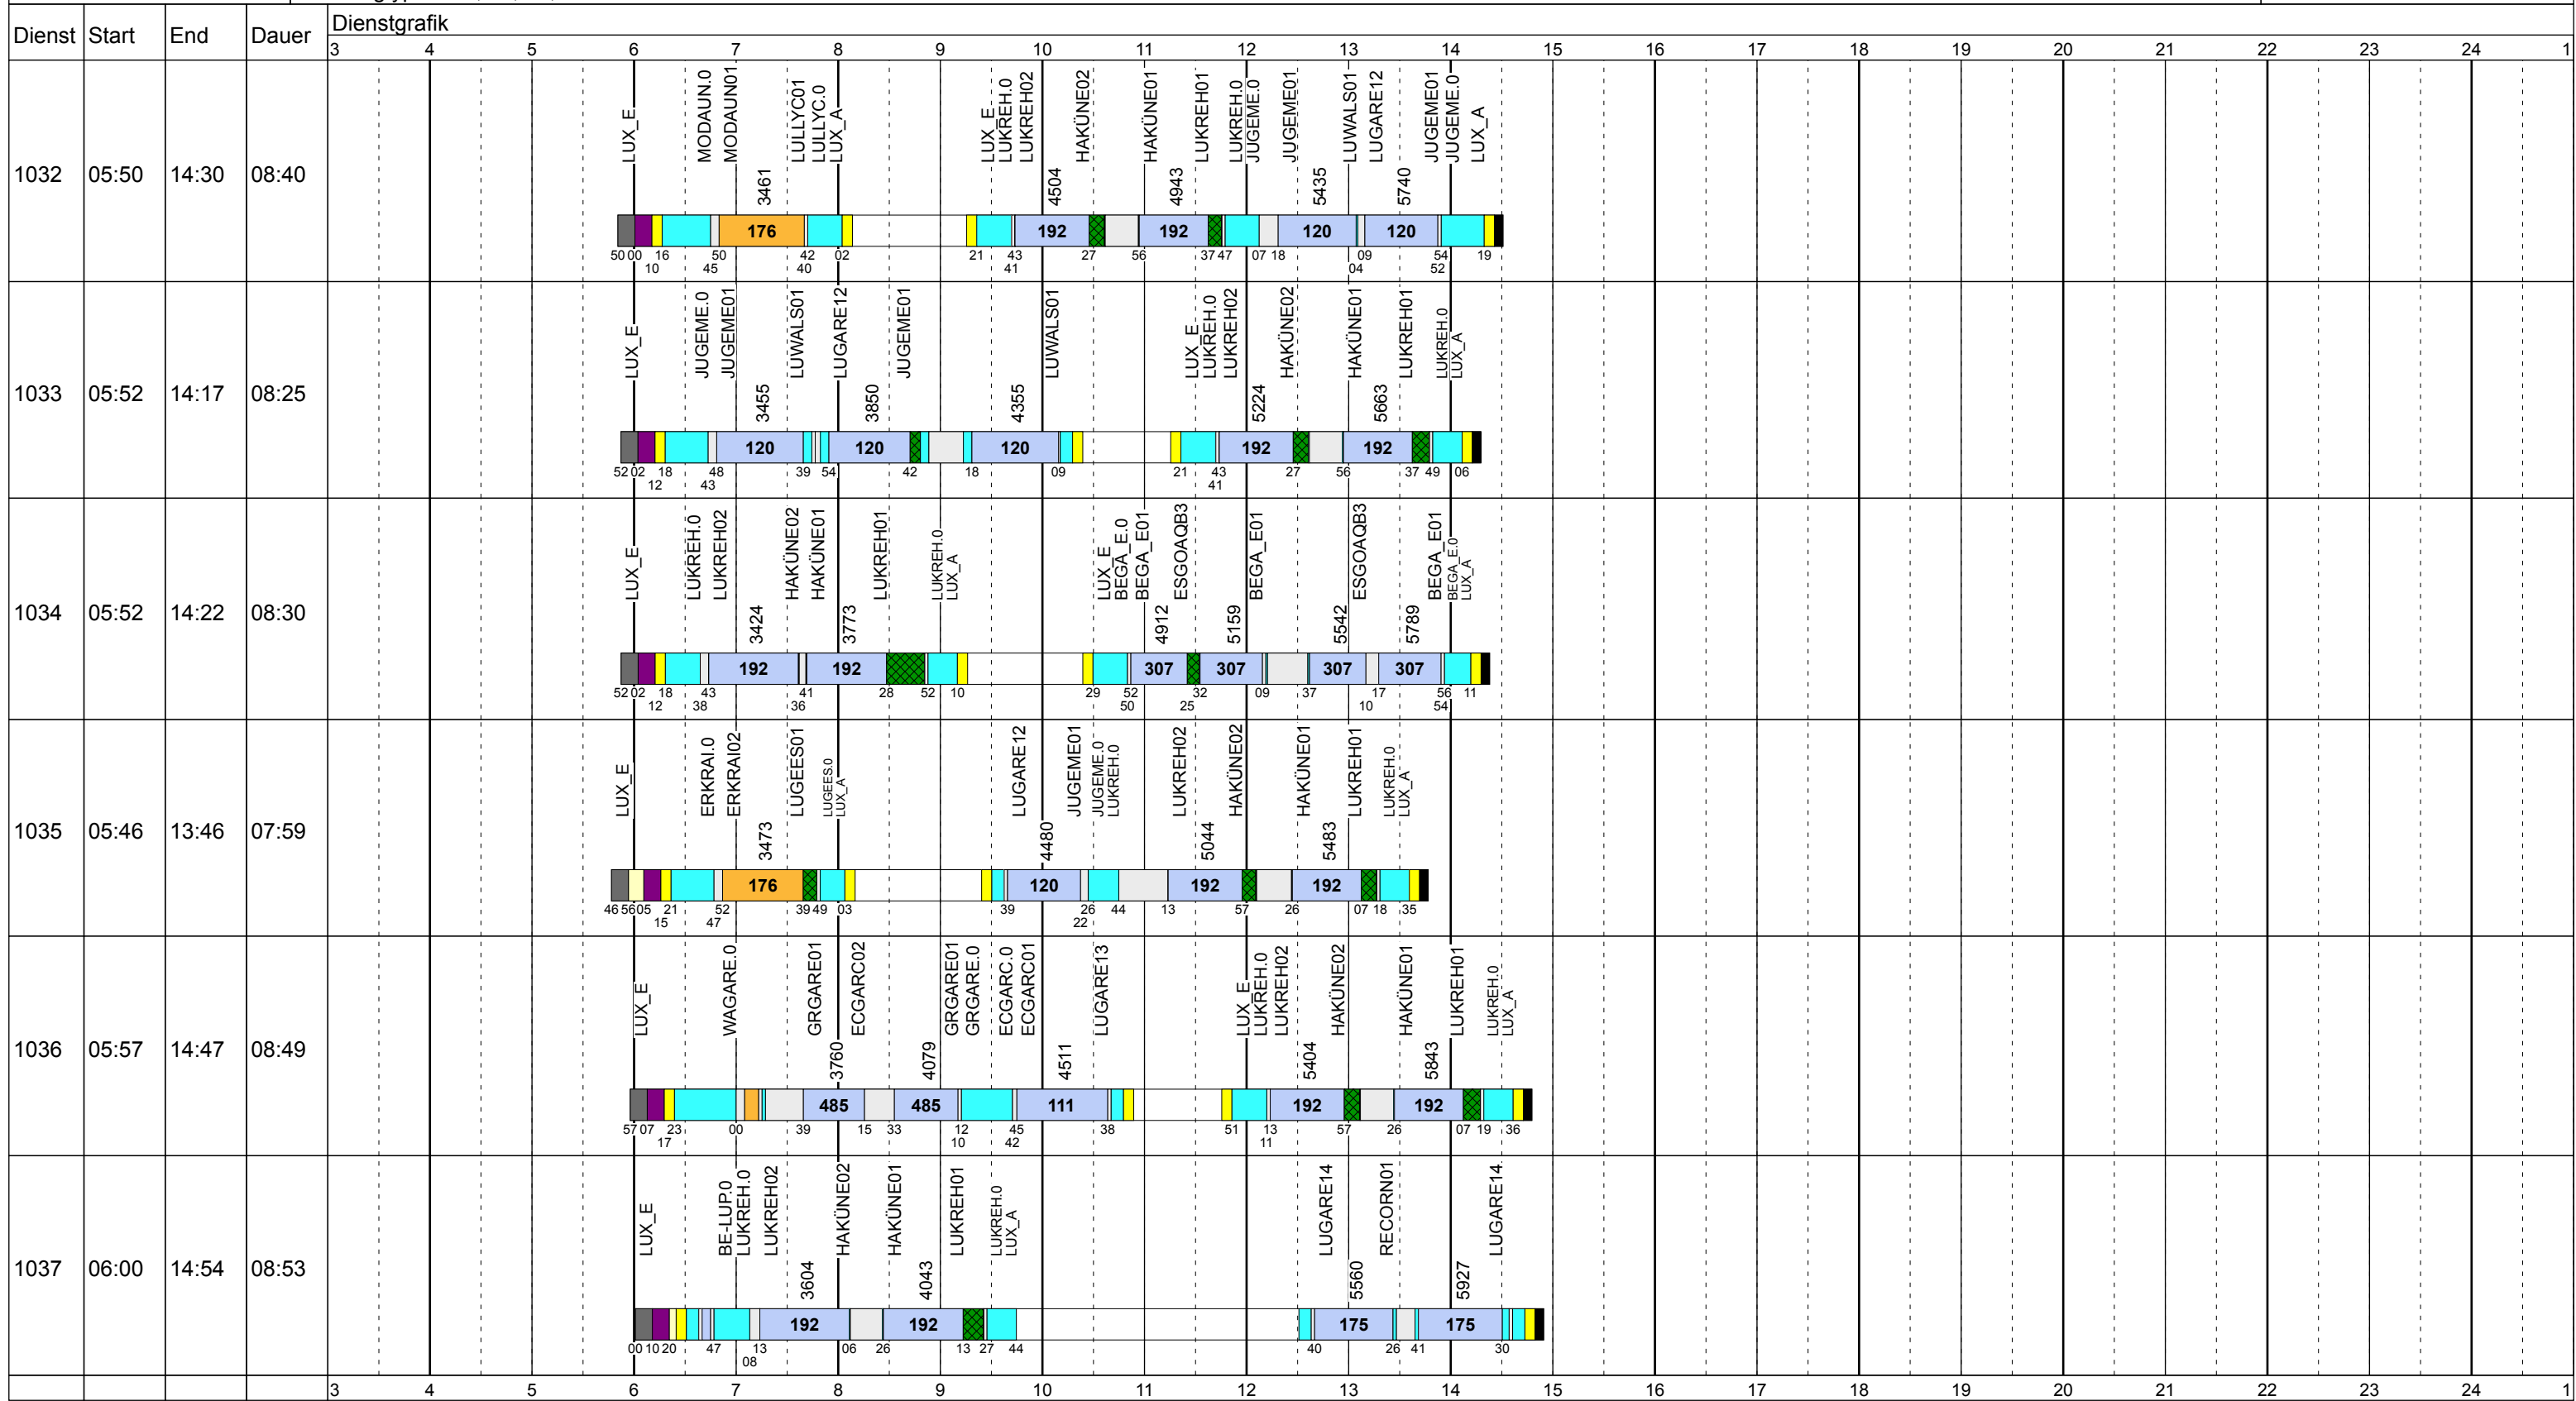 Dienst Start End Dauer Dienstgrafik
3 4 5 6 7 8 9 10 11 12 13 14 15 16 17 18 19 20 21 22 23 24 1
LUX_E MODAUN.0 MODAUN01 LULLYC01 LULLYC.0 LUX_A LUX_E LUKREH.0 LUKREH02 HAKÜNE02 HAKÜNE01 LUKREH01 LUKREH.0 JUGEME.0 JUGEME01 LUWALS01 LUGARE12 JUGEME01 JUGEME.0 LUX_A
3461 4504 4943 5435 5740
1032 05:50 14:30 08:40
176 192 192 120 120
50 00 16 50 42 02 21 43 27 56 37 47 07 18 09 54 19
10 45 40 41 04 52
LUX_E JUGEME.0 JUGEME01 LUWALS01 LUGARE12 JUGEME01 LUWALS01 LUX_E LUKREH.0 LUKREH02 HAKÜNE02 HAKÜNE01 LUKREH01 LUKREH.0 LUX_A
3455 3850 4355 5224 5663
1033 05:52 14:17 08:25
120 120 120 192 192
52 02 18 48 39 54 42 18 09 21 43 27 56 37 49 06
12 43 41
LUX_E LUKREH.0 LUKREH02 HAKÜNE02 HAKÜNE01 LUKREH01 LUKREH.0 LUX_A LUX_E BEGA_E.0 BEGA_E01 ESGOAQB3 BEGA_E01 ESGOAQB3 BEGA_E01 BEGA_E.0 LUX_A
3424 3773 4912 5159 5542 5789
1034 05:52 14:22 08:30
192 192 307 307 307 307
52 02 18 43 41 28 52 10 29 52 32 09 37 17 56 11
12 38 36 50 25 10 54
LUX_E ERKRAI.0 ERKRAI02 LUGEES01 LUGEES.0 LUX_A LUGARE12 JUGEME01 JUGEME.0 LUKREH.0 LUKREH02 HAKÜNE02 HAKÜNE01 LUKREH01 LUKREH.0 LUX_A
3473 4480 5044 5483
1035 05:46 13:46 07:59
176 120 192 192
46 56 05 21 52 39 49 03 39 26 44 13 57 26 07 18 35
15 47 22
LUX_E WAGARE.0 GRGARE01 ECGARC02 GRGARE01 GRGARE.0 ECGARC.0 ECGARC01 LUGARE13 LUX_E LUKREH.0 LUKREH02 HAKÜNE02 HAKÜNE01 LUKREH01 LUKREH.0 LUX_A
3760 4079 4511 5404 5843
1036 05:57 14:47 08:49
485 485 111 192 192
57 07 23 00 39 15 33 12 45 38 51 13 57 26 07 19 36
17 10 42 11
LUX_E BE-LUP.0 LUKREH.0 LUKREH02 HAKÜNE02 HAKÜNE01 LUKREH01 LUKREH.0 LUX_A LUGARE14 RECORN01 LUGARE14
3604 4043 5560 5927
1037 06:00 14:54 08:53
192 192 175 175
00 10 20 47 13 06 26 13 27 44 40 26 41 30
08
3 4 5 6 7 8 9 10 11 12 13 14 15 16 17 18 19 20 21 22 23 24 1